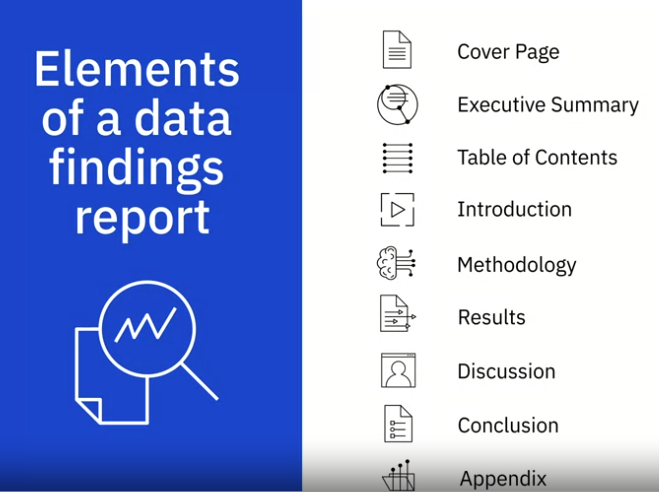 Elements
of a data
findings
report
Cover Page
Executive Summary
Table of Contents
Introduction
Methodology
Results
Discussion
Conclusion
Appendix